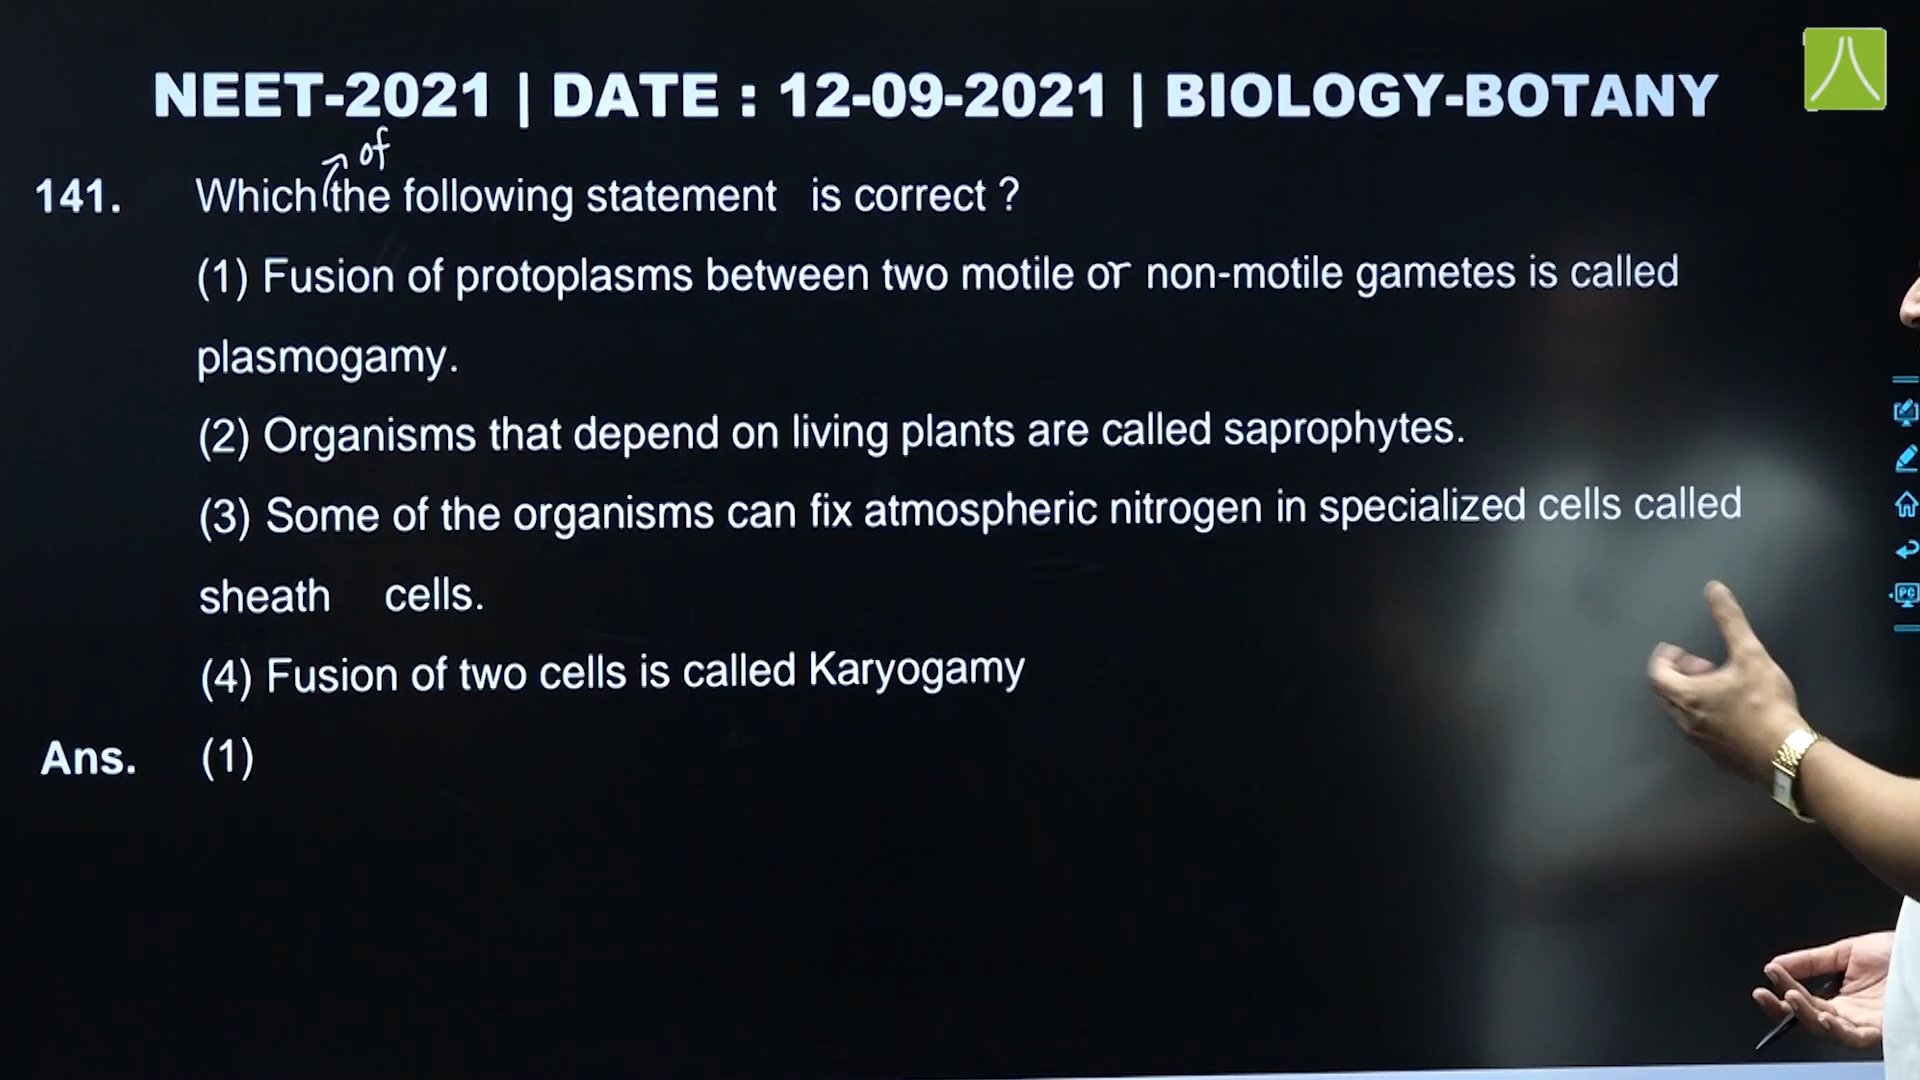 NEET-2021 | DATE : 12-09-2021 | BIOLOGY-BOTANY
of
141. Which the following statement is correct ?
(1) Fusion of protoplasms between two motile or non-motile gametes is called
plasmogamy.
(2) Organisms that depend on living plants are called saprophytes.
(3) Some of the organisms can fix atmospheric nitrogen in specialized cells called
sheath cells.
(4) Fusion of two cells is called Karyogamy
Ans. (1)
PC